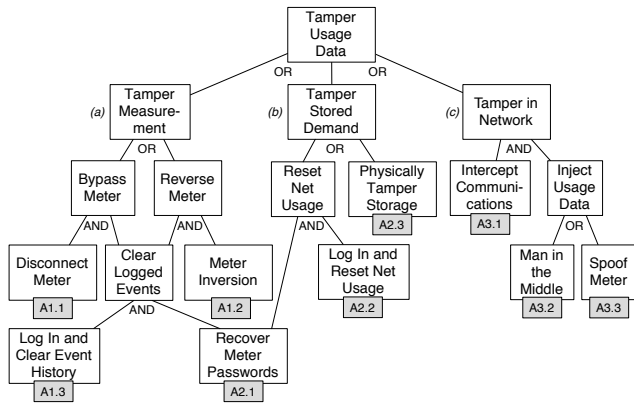 Tamper
Usage
Data
OR
OR
OR
(a)
Tamper
Measure-
ment
(b)
Tamper
Stored
Demand
(c)
Tamper in
Network
OR
OR
AND
Bypass
Meter
Reverse
Meter
Reset
Net
Usage
Physically
Tamper
Storage
A2.3
Intercept
Communi-
cations
A3.1
Inject
Usage
Data
AND
AND
AND
OR
Disconnect
Meter
A1.1
Clear
Logged
Events
Meter
Inversion
A1.2
Log In and
Reset Net
Usage
A2.2
Man in
the
Middle
A3.2
Spoof
Meter
A3.3
AND
Log In and
Clear Event
History
A1.3
Recover
Meter
Passwords
A2.1